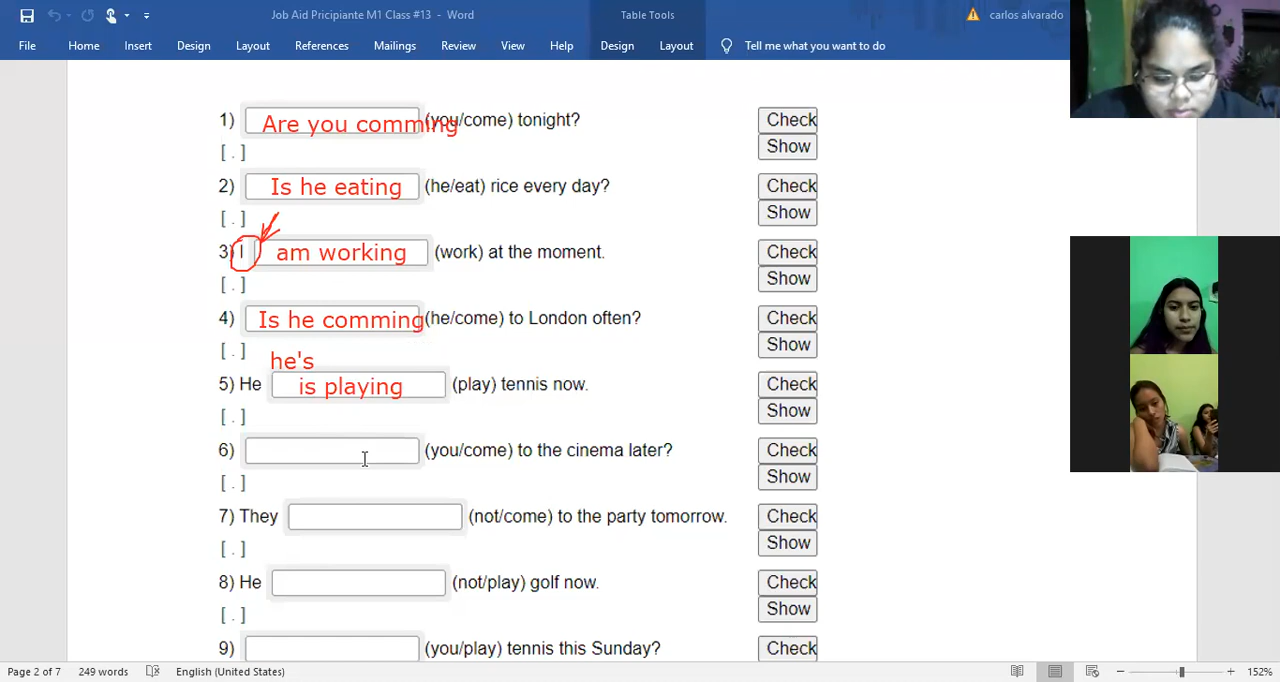 Job Aid Pricipiante M1 Class #13 - Word
Table Tools
carlos alvarado
File Home Insert Design Layout References Mailings Review View Help Design Layout Tell me what you want to do
1) Are you comming (you/come) tonight? Check
[ . ] Show
2) Is he eating (he/eat) rice every day? Check
[ . ] Show
3) I am working (work) at the moment. Check
[ . ] Show
4) Is he comming (he/come) to London often? Check
[ . ] Show
he's
5) He is playing (play) tennis now. Check
[ . ] Show
6) (you/come) to the cinema later? Check
[ . ] Show
7) They (not/come) to the party tomorrow. Check
[ . ] Show
8) He (not/play) golf now. Check
[ . ] Show
9) (you/play) tennis this Sunday? Check
Page 2 of 7 249 words English (United States) 152%